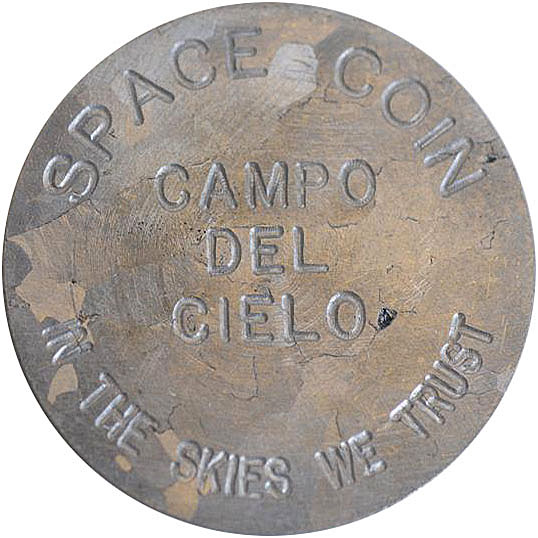 SPACE COIN
CAMPO
DEL
CIELO
IN THE SKIES WE TRUST